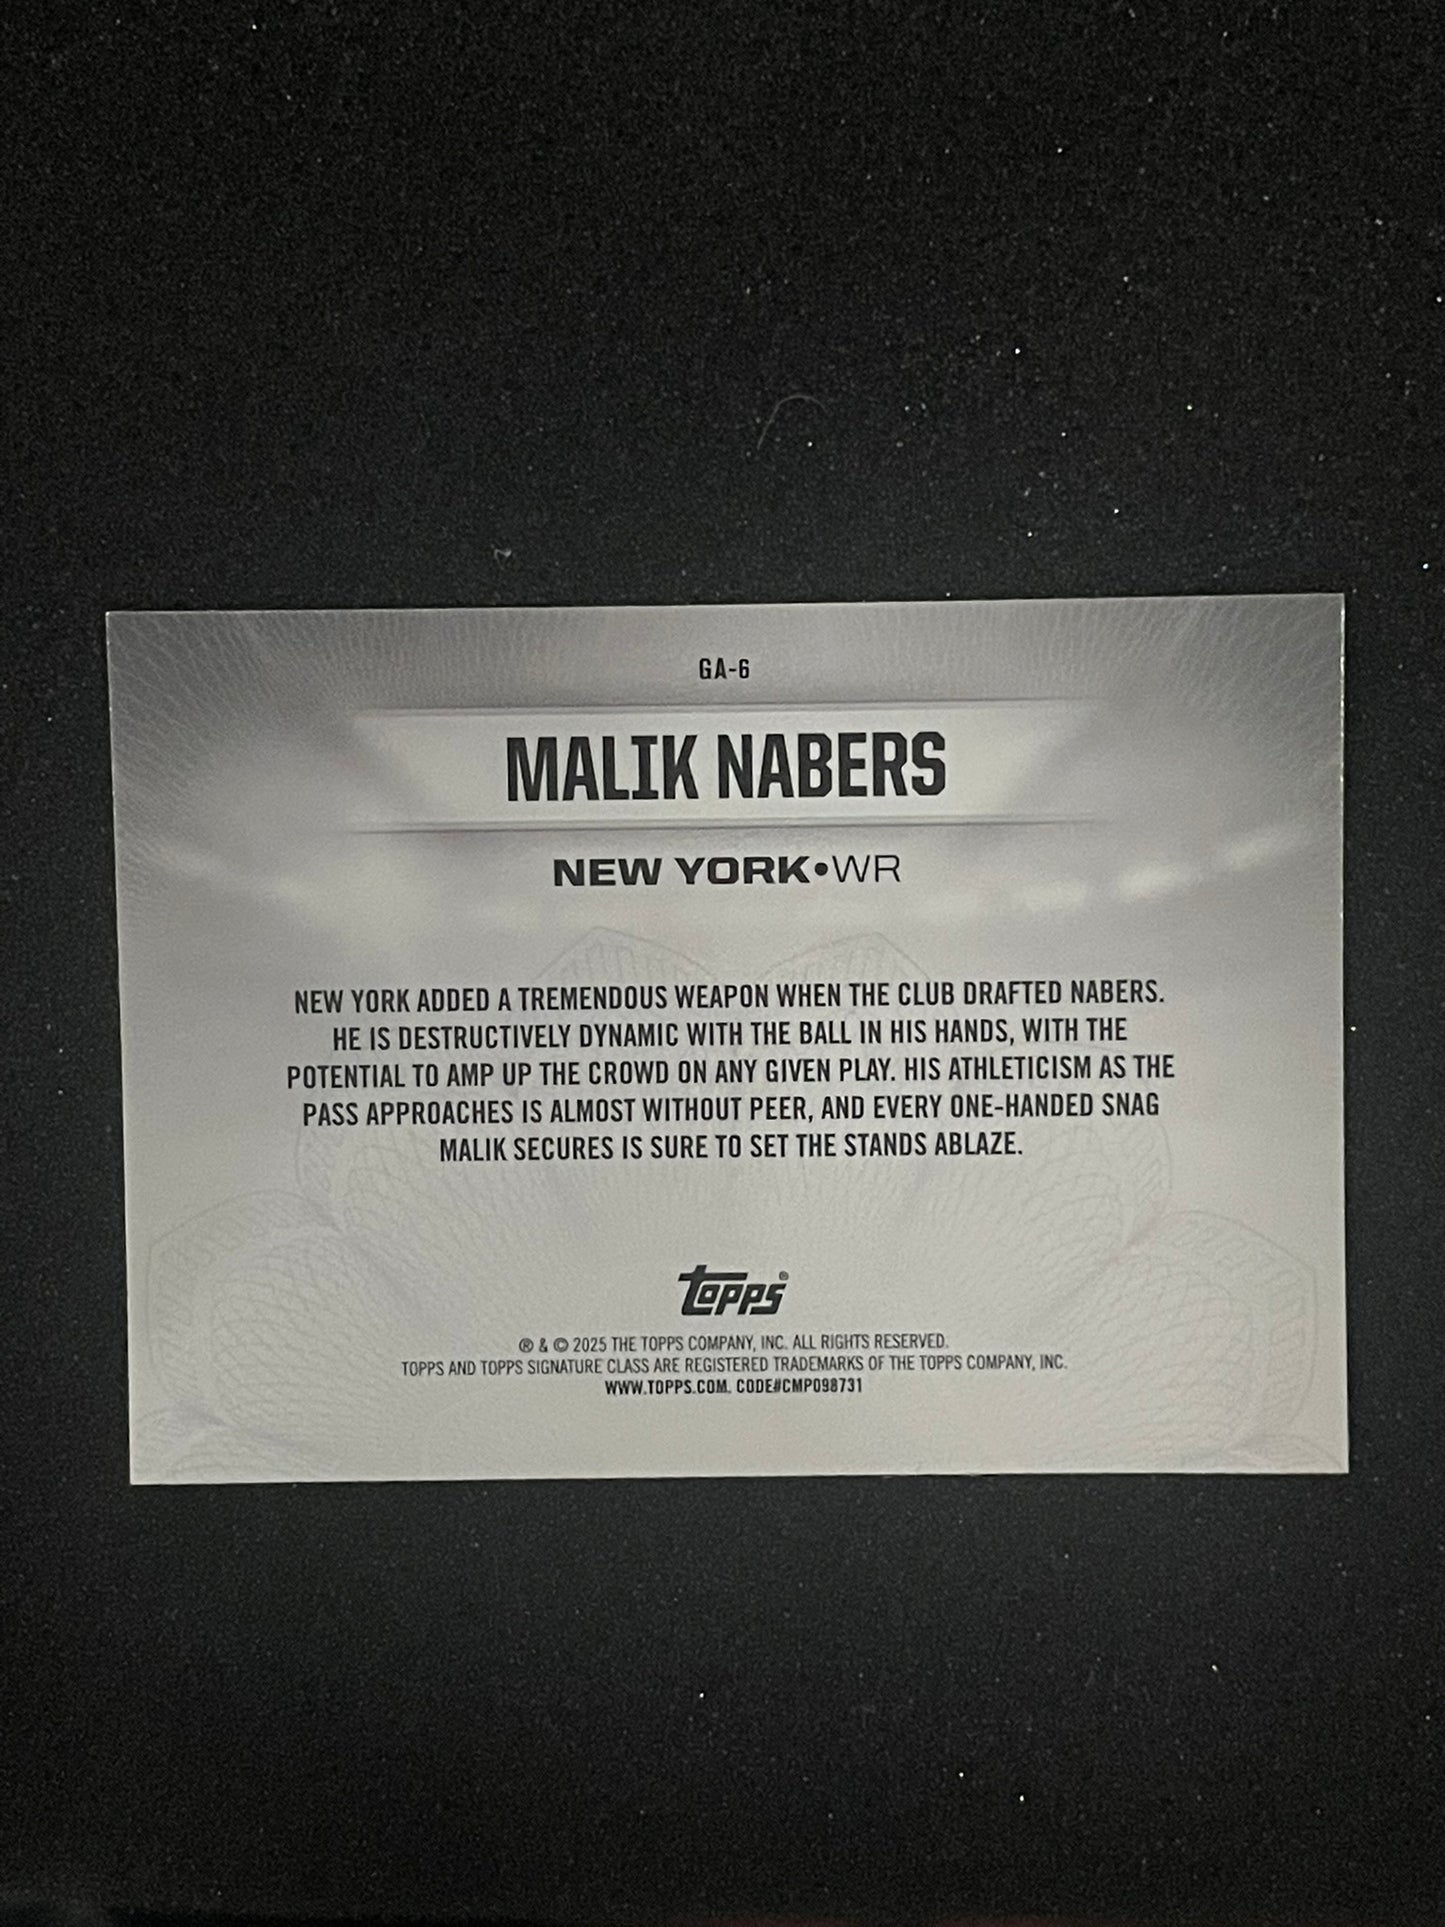 GA-6
MALIK NABERS
NEW YORK•WR
NEW YORK ADDED A TREMENDOUS WEAPON WHEN THE CLUB DRAFTED NABERS.
HE IS DESTRUCTIVELY DYNAMIC WITH THE BALL IN HIS HANDS, WITH THE
POTENTIAL TO AMP UP THE CROWD ON ANY GIVEN PLAY. HIS ATHLETICISM AS THE
PASS APPROACHES IS ALMOST WITHOUT PEER, AND EVERY ONE-HANDED SNAG
MALIK SECURES IS SURE TO SET THE STANDS ABLAZE.
Topps®
® & © 2025 THE TOPPS COMPANY, INC. ALL RIGHTS RESERVED.
TOPPS AND TOPPS SIGNATURE CLASS ARE REGISTERED TRADEMARKS OF THE TOPPS COMPANY, INC.
WWW.TOPPS.COM. CODE#CMP098731